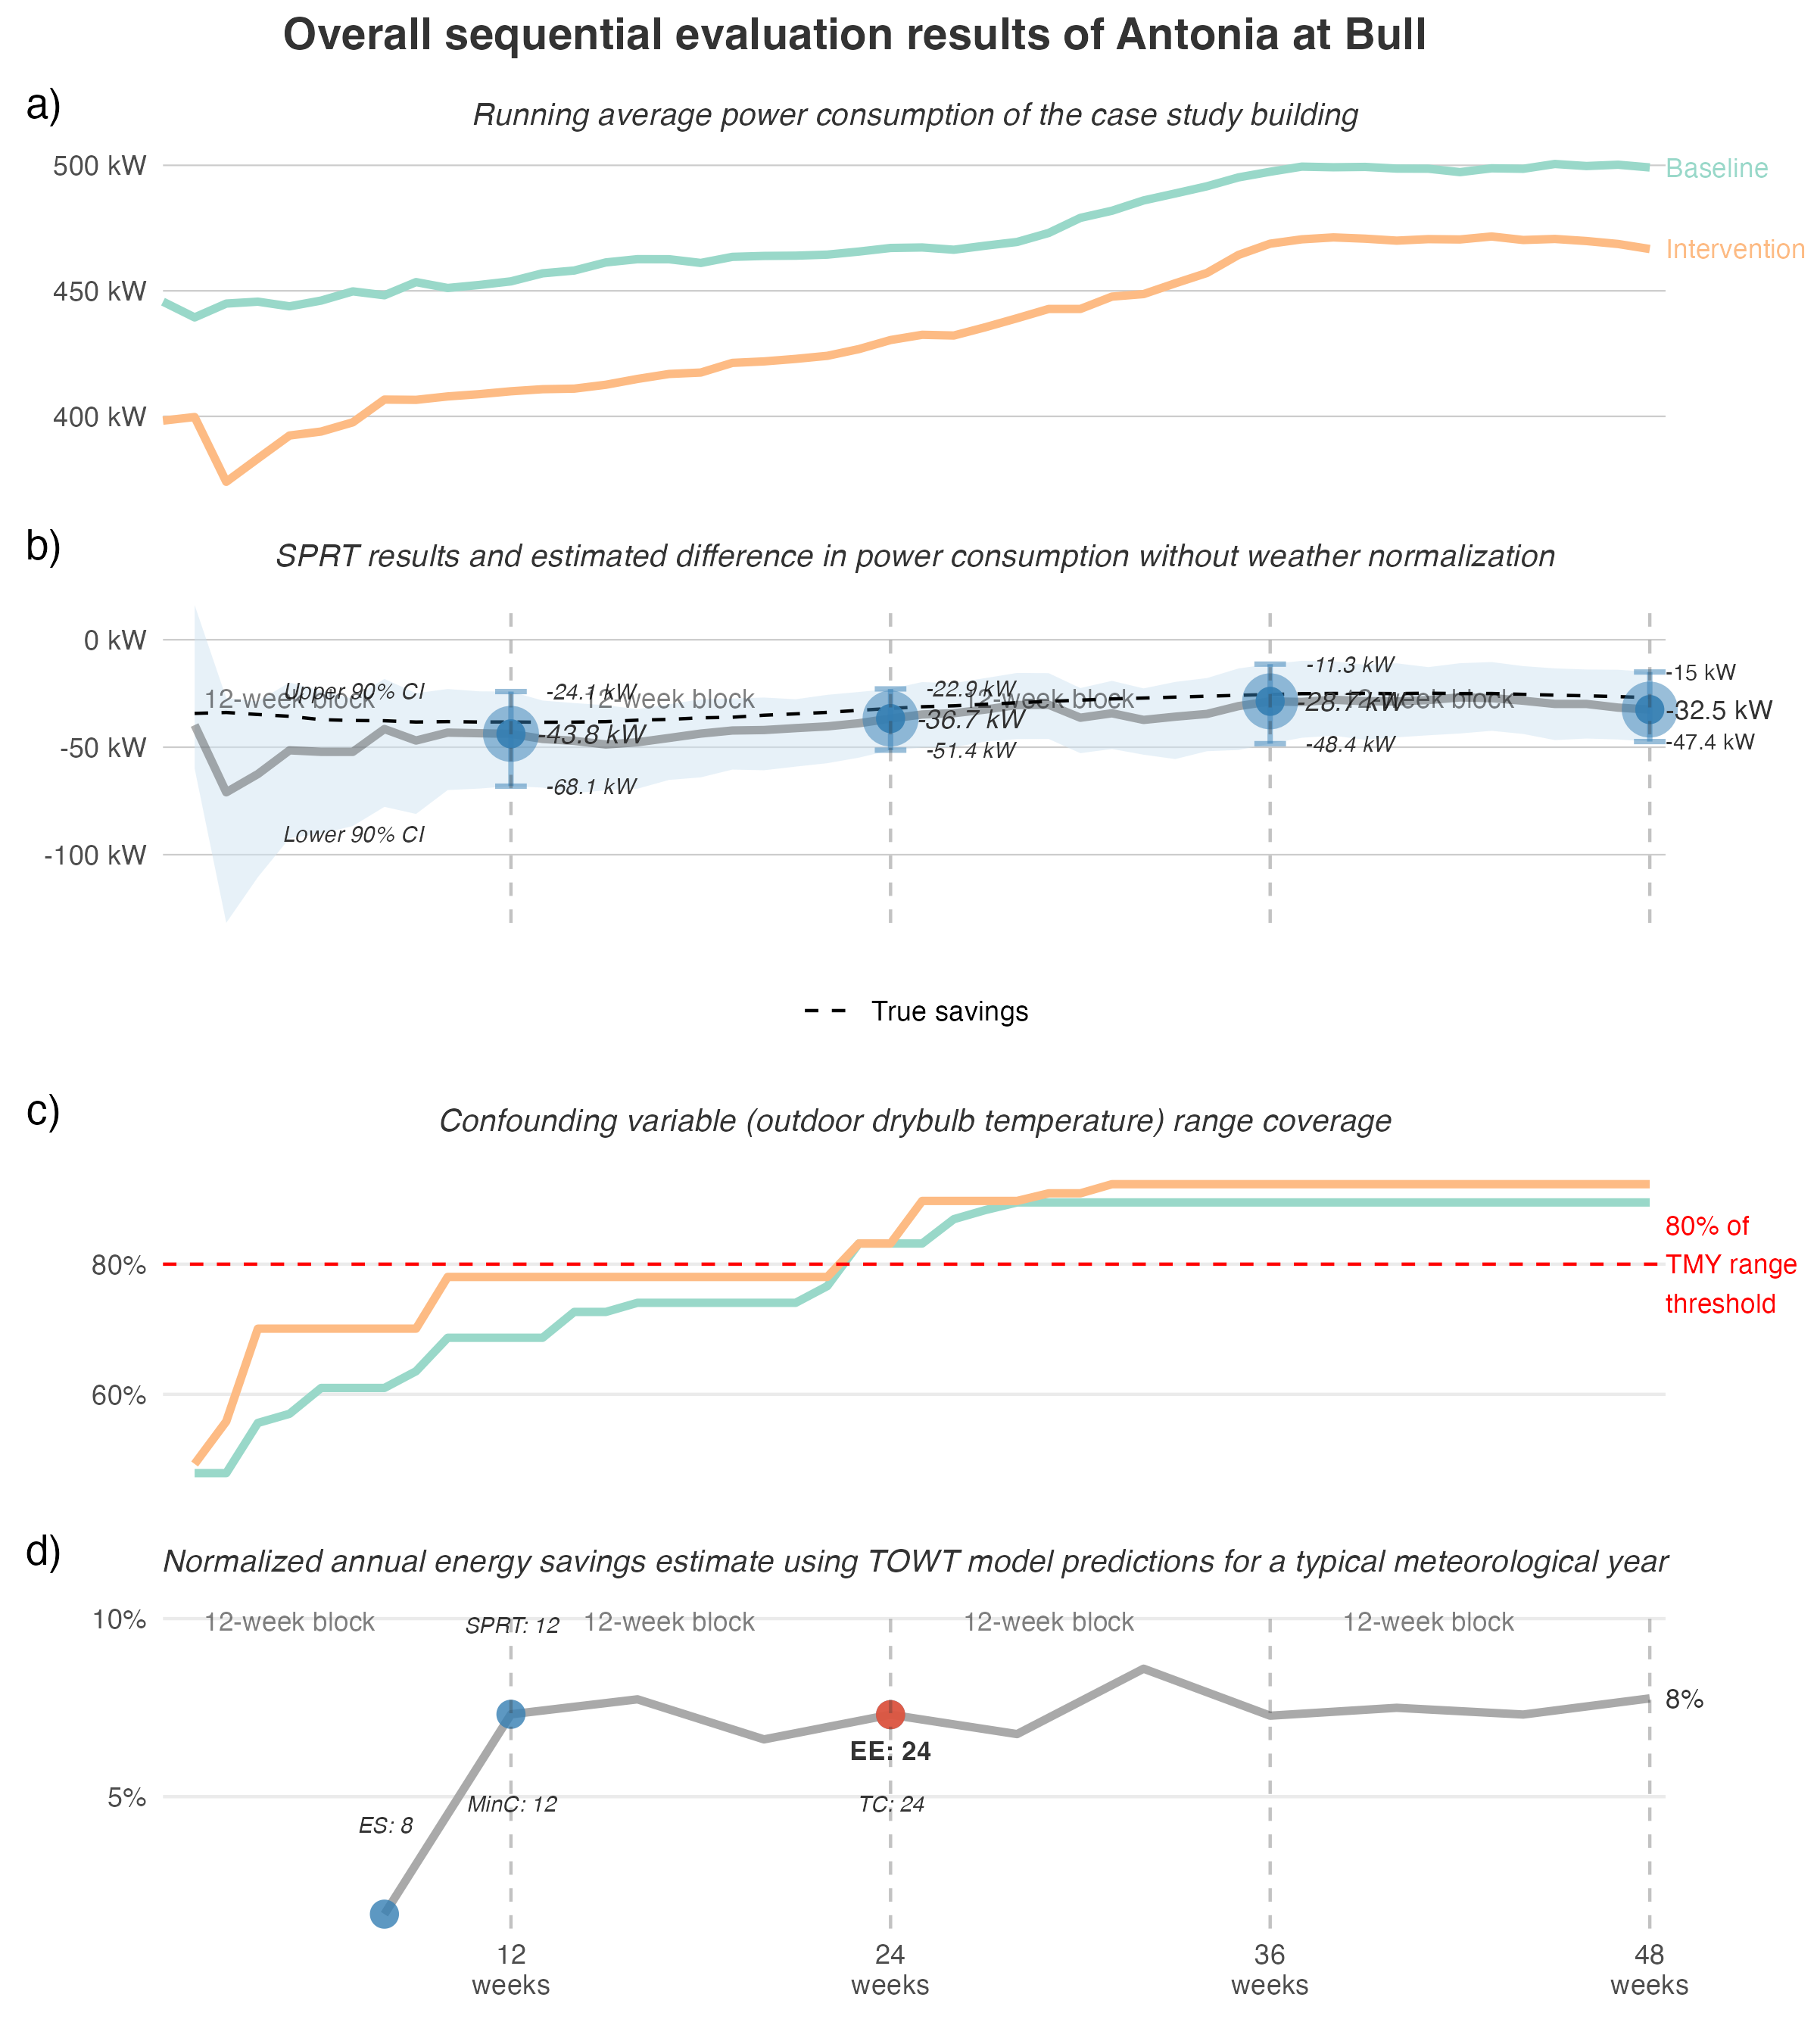 Overall sequential evaluation results of Antonia at Bull
a)
Running average power consumption of the case study building
500 kW
450 kW
400 kW
Baseline
Intervention
b)
SPRT results and estimated difference in power consumption without weather normalization
0 kW
-50 kW
-100 kW
12-week block
12-week block
12-week block
12-week block
Upper 90% CI
Lower 90% CI
-24.1 kW
-43.8 kW
-68.1 kW
-22.9 kW
-36.7 kW
-51.4 kW
-11.3 kW
-28.7 kW
-48.4 kW
-15 kW
-32.5 kW
-47.4 kW
True savings
c)
Confounding variable (outdoor drybulb temperature) range coverage
80%
60%
80% of
TMY range
threshold
d)
Normalized annual energy savings estimate using TOWT model predictions for a typical meteorological year
10%
5%
12-week block
12-week block
12-week block
12-week block
SPRT: 12
8%
EE: 24
MinC: 12
TC: 24
ES: 8
12
weeks
24
weeks
36
weeks
48
weeks